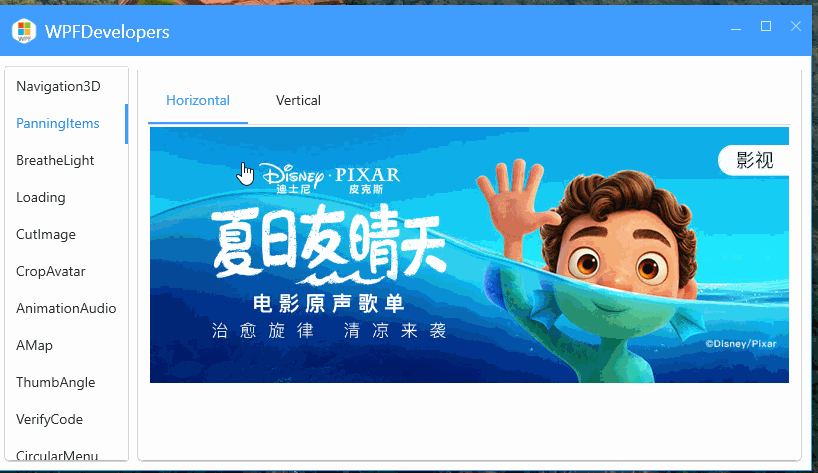 WPFDevelopers
Navigation3D
PanningItems
BreatheLight
Loading
CutImage
CropAvatar
AnimationAudio
AMap
ThumbAngle
VerifyCode
CircularMenu
Horizontal
Vertical
影视
Disney · PIXAR
迪士尼 皮克斯
夏日友晴天
电影原声歌单
治愈旋律 清凉来袭
©Disney/Pixar